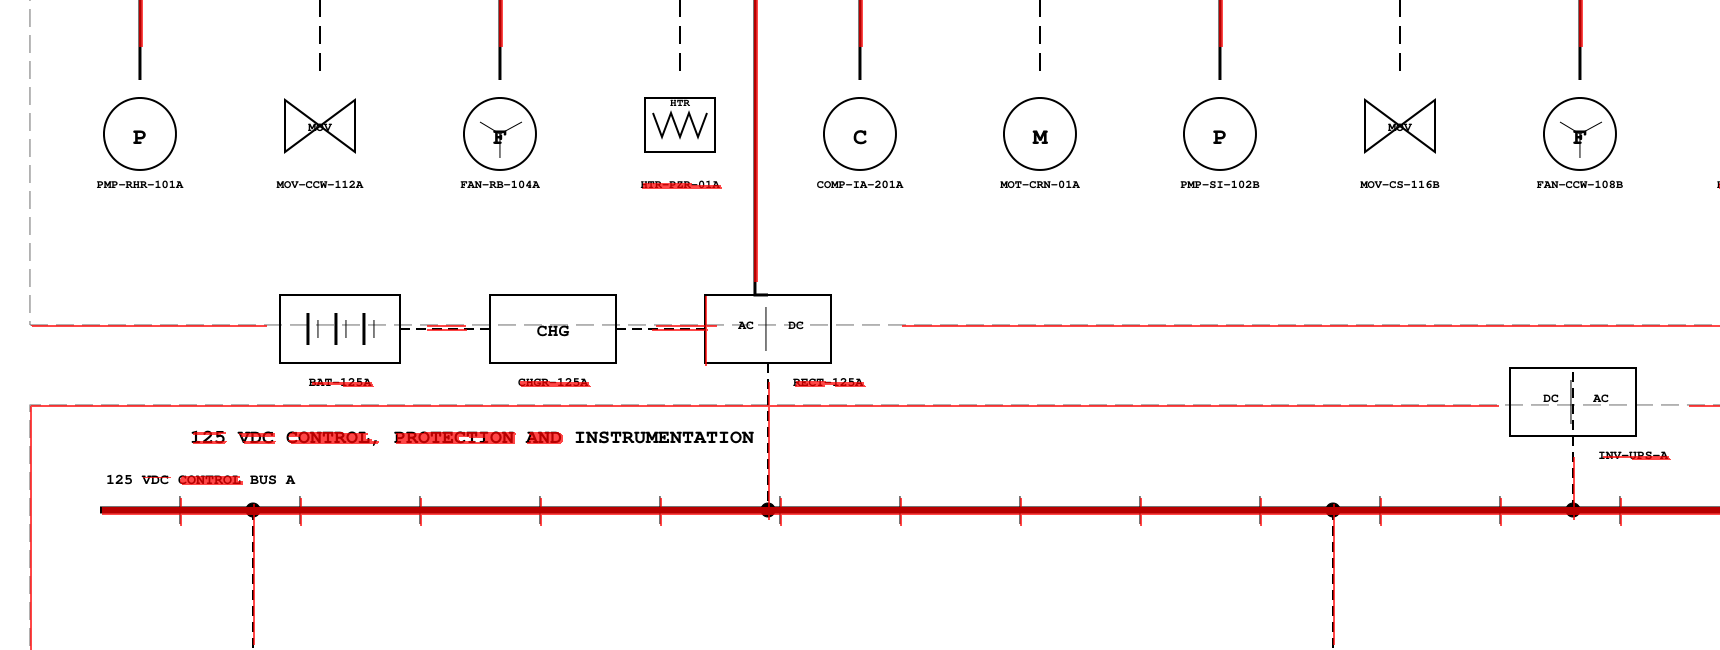 HTR
P
MOV
F
C
M
P
MOV
F
PMP-RHR-101A
MOV-CCW-112A
FAN-RB-104A
HTR-PZR-01A
COMP-IA-201A
MOT-CRN-01A
PMP-SI-102B
MOV-CS-116B
FAN-CCW-108B
CHG
AC
DC
BAT-125A
CHGR-125A
RECT-125A
DC
AC
125 VDC CONTROL, PROTECTION AND INSTRUMENTATION
INV-UPS-A
125 VDC CONTROL BUS A